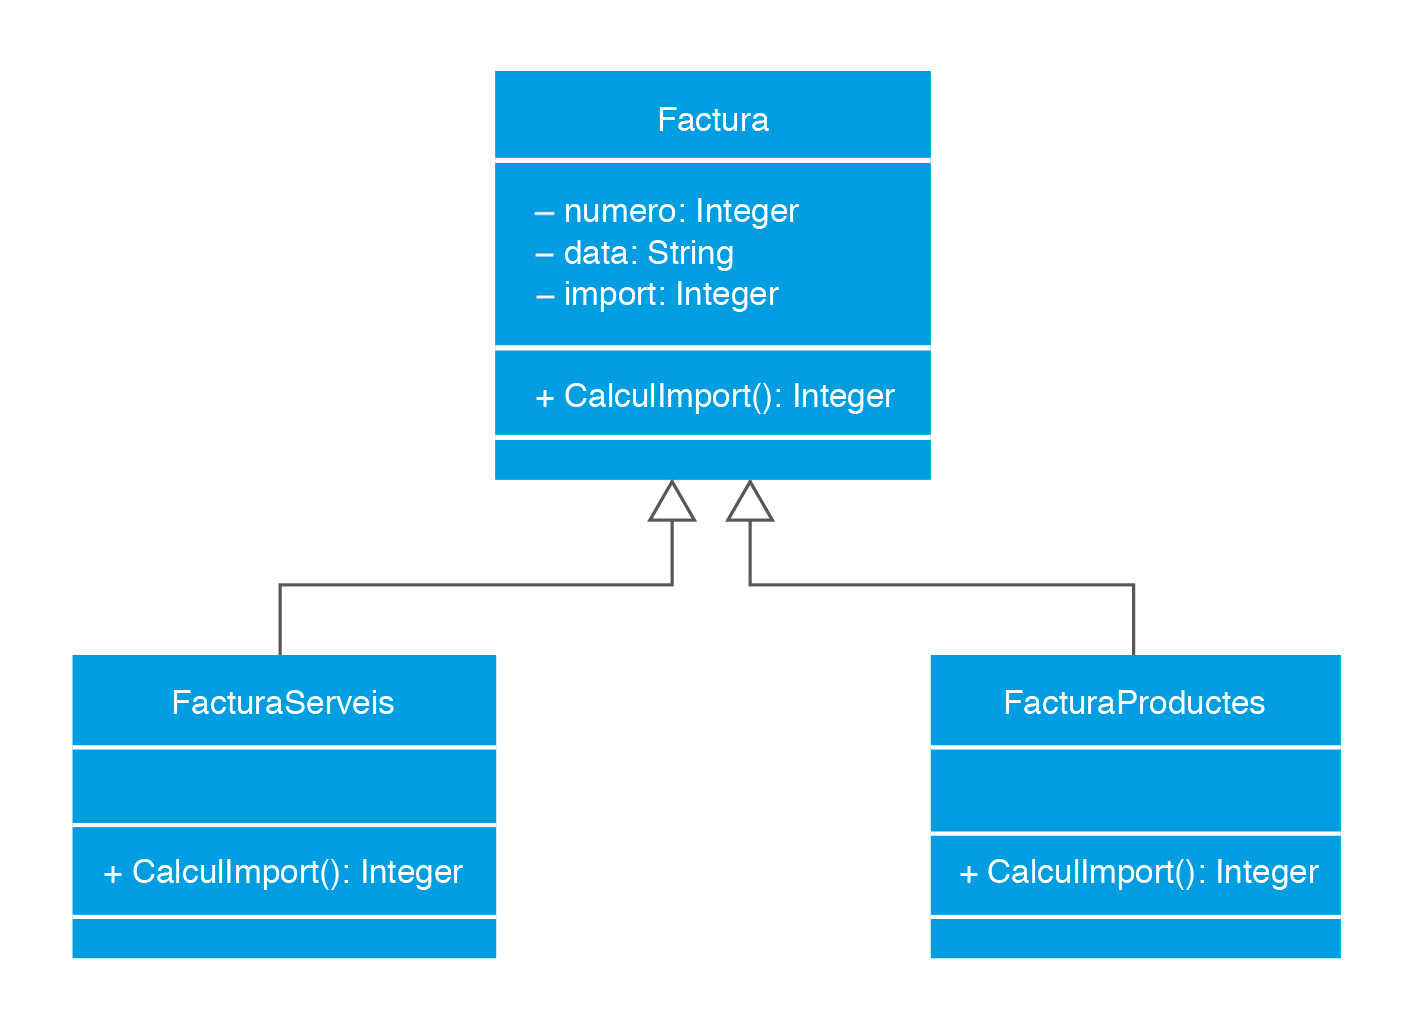 Factura
– numero: Integer
– data: String
– import: Integer
+ CalculImport(): Integer
FacturaServeis
+ CalculImport(): Integer
FacturaProductes
+ CalculImport(): Integer